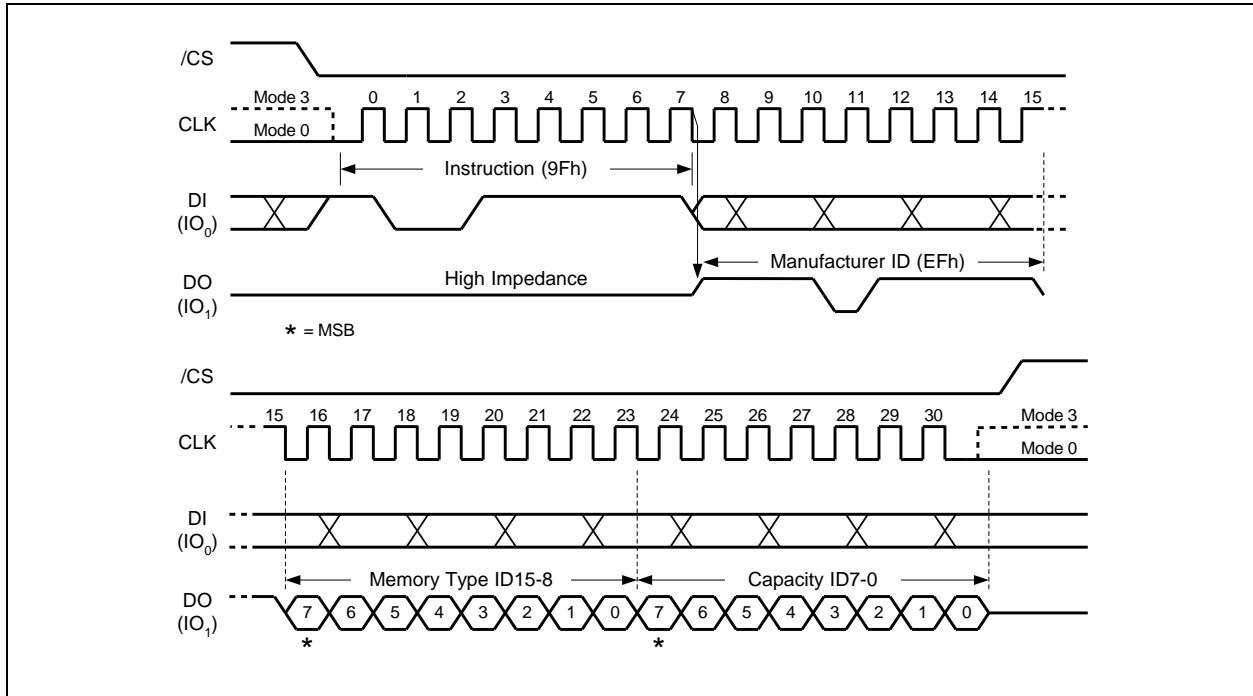 /CS
Mode 3 0 1 2 3 4 5 6 7 8 9 10 11 12 13 14 15
CLK
Mode 0
Instruction (9Fh)
DI
(IO0)
Manufacturer ID (EFh)
High Impedance
DO
(IO1)
* = MSB
/CS
15 16 17 18 19 20 21 22 23 24 25 26 27 28 29 30 Mode 3
CLK
Mode 0
DI
(IO0)
Memory Type ID15-8 Capacity ID7-0
DO
(IO1)
7 6 5 4 3 2 1 0 7 6 5 4 3 2 1 0
* *